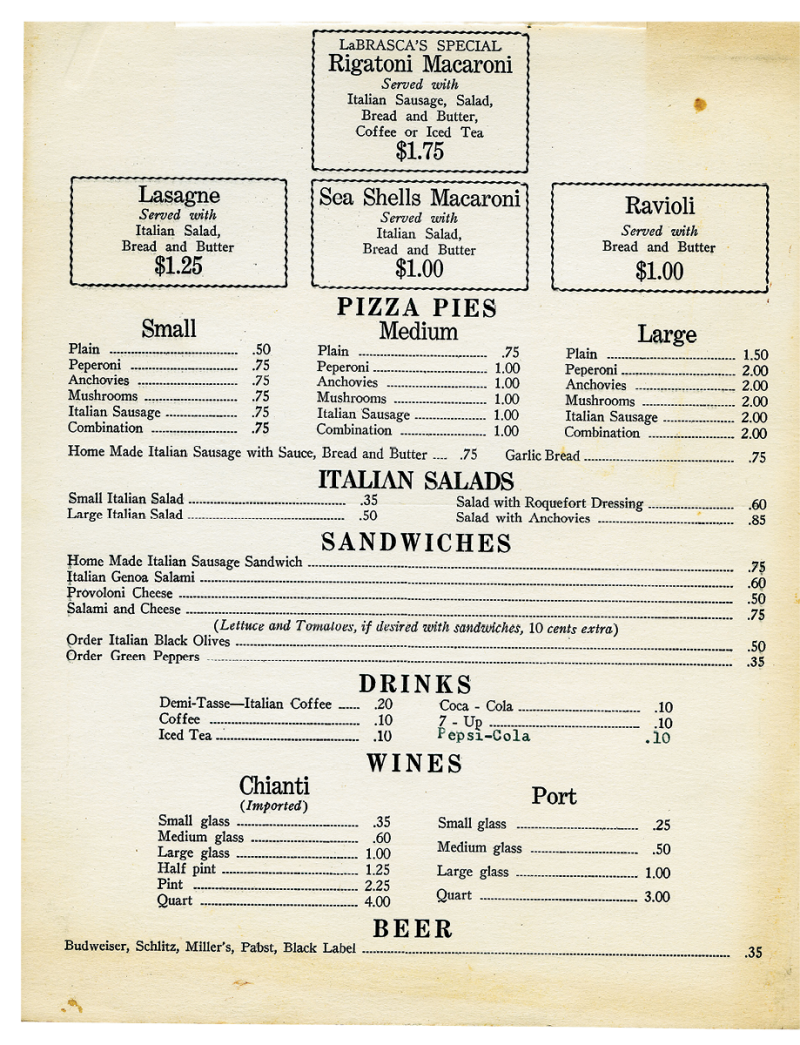 LaBRASCA'S SPECIAL
Rigatoni Macaroni
Served with
Italian Sausage, Salad,
Bread and Butter,
Coffee or Iced Tea
$1.75
Lasagne
Served with
Italian Salad,
Bread and Butter
$1.25
Sea Shells Macaroni
Served with
Italian Salad,
Bread and Butter
$1.00
Ravioli
Served with
Bread and Butter
$1.00
PIZZA PIES
Small
Plain .50
Peperoni .75
Anchovies .75
Mushrooms .75
Italian Sausage .75
Combination .75
Medium
Plain .75
Peperoni 1.00
Anchovies 1.00
Mushrooms 1.00
Italian Sausage 1.00
Combination 1.00
Large
Plain 1.50
Peperoni 2.00
Anchovies 2.00
Mushrooms 2.00
Italian Sausage 2.00
Combination 2.00
Home Made Italian Sausage with Sauce, Bread and Butter .75
Garlic Bread .75
ITALIAN SALADS
Small Italian Salad .35
Large Italian Salad .50
Salad with Roquefort Dressing .60
Salad with Anchovies .85
SANDWICHES
Home Made Italian Sausage Sandwich .75
Italian Genoa Salami .60
Provoloni Cheese .50
Salami and Cheese .75
(Lettuce and Tomatoes, if desired with sandwiches, 10 cents extra)
Order Italian Black Olives .50
Order Green Peppers .35
DRINKS
Demi-Tasse—Italian Coffee .20
Coffee .10
Iced Tea .10
Coca - Cola .10
7 - Up .10
Pepsi-Cola .10
WINES
Chianti
(Imported)
Small glass .35
Medium glass .60
Large glass 1.00
Half pint 1.25
Pint 2.25
Quart 4.00
Port
Small glass .25
Medium glass .50
Large glass 1.00
Quart 3.00
BEER
Budweiser, Schlitz, Miller's, Pabst, Black Label .35